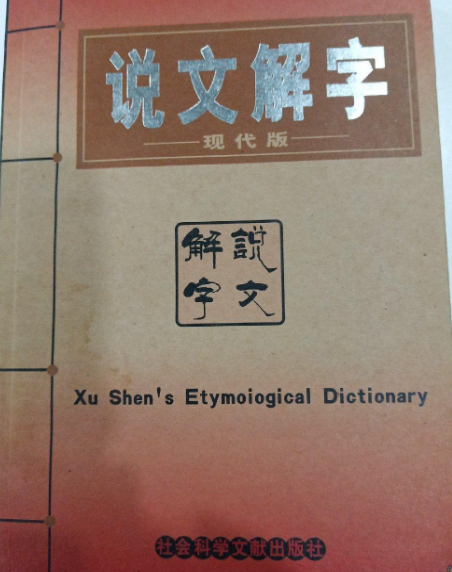 说文解字
现代版
解說
字文
Xu Shen's Etymoiogical Dictionary
社会科学文献出版社